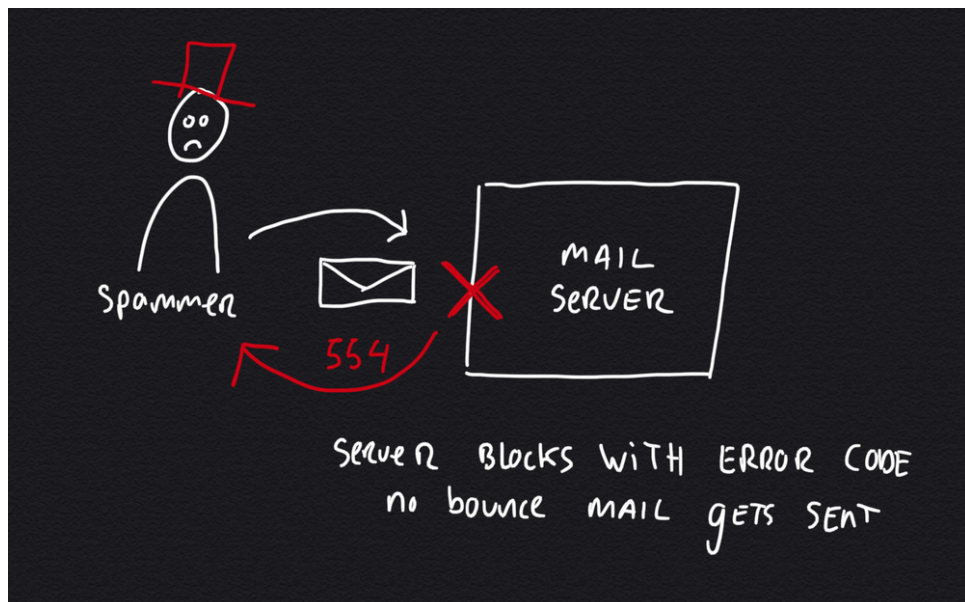 MAIL
SERVER
Spammer
554
SERVER BLOCKS WITH ERROR CODE
no bounce MAIL gETS SEnT